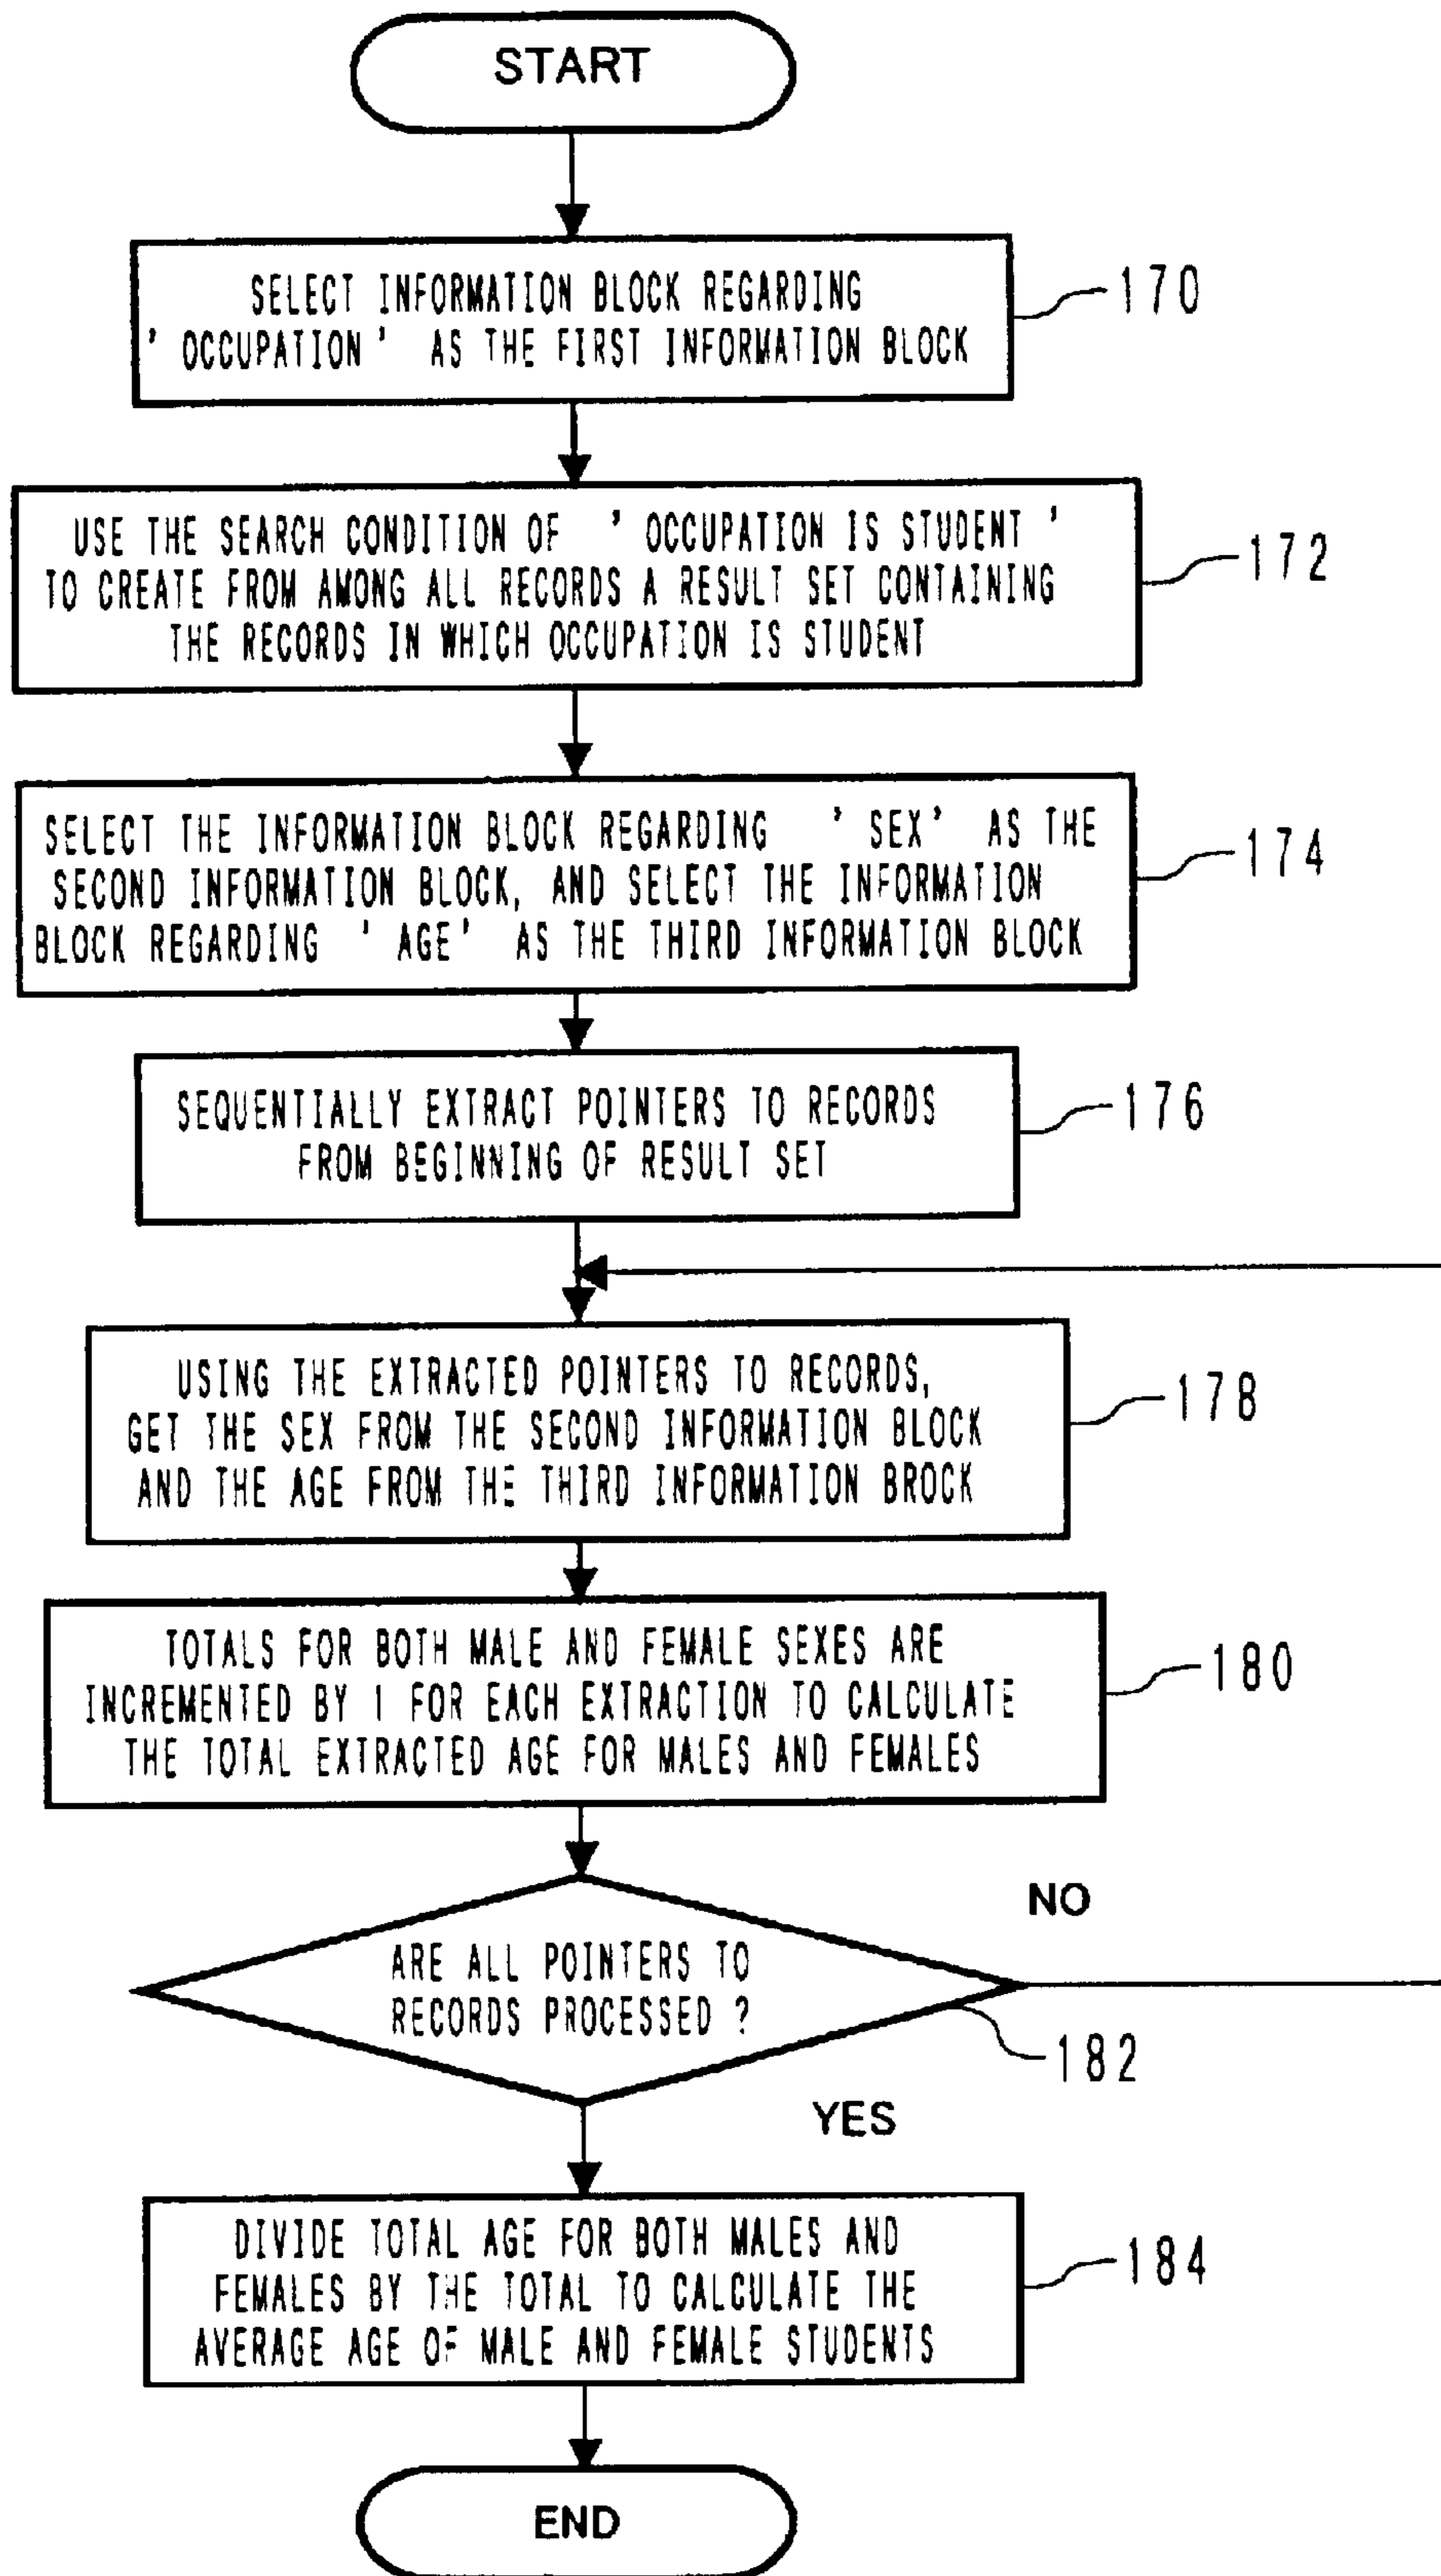 START
SELECT INFORMATION BLOCK REGARDING
' OCCUPATION ' AS THE FIRST INFORMATION BLOCK
170
USE THE SEARCH CONDITION OF ' OCCUPATION IS STUDENT '
TO CREATE FROM AMONG ALL RECORDS A RESULT SET CONTAINING
THE RECORDS IN WHICH OCCUPATION IS STUDENT
172
SELECT THE INFORMATION BLOCK REGARDING ' SEX' AS THE
SECOND INFORMATION BLOCK, AND SELECT THE INFORMATION
BLOCK REGARDING ' AGE' AS THE THIRD INFORMATION BLOCK
174
SEQUENTIALLY EXTRACT POINTERS TO RECORDS
FROM BEGINNING OF RESULT SET
176
USING THE EXTRACTED POINTERS TO RECORDS,
GET THE SEX FROM THE SECOND INFORMATION BLOCK
AND THE AGE FROM THE THIRD INFORMATION BROCK
178
TOTALS FOR BOTH MALE AND FEMALE SEXES ARE
INCREMENTED BY 1 FOR EACH EXTRACTION TO CALCULATE
THE TOTAL EXTRACTED AGE FOR MALES AND FEMALES
180
NO
ARE ALL POINTERS TO
RECORDS PROCESSED ?
182
YES
DIVIDE TOTAL AGE FOR BOTH MALES AND
FEMALES BY THE TOTAL TO CALCULATE THE
AVERAGE AGE OF MALE AND FEMALE STUDENTS
184
END